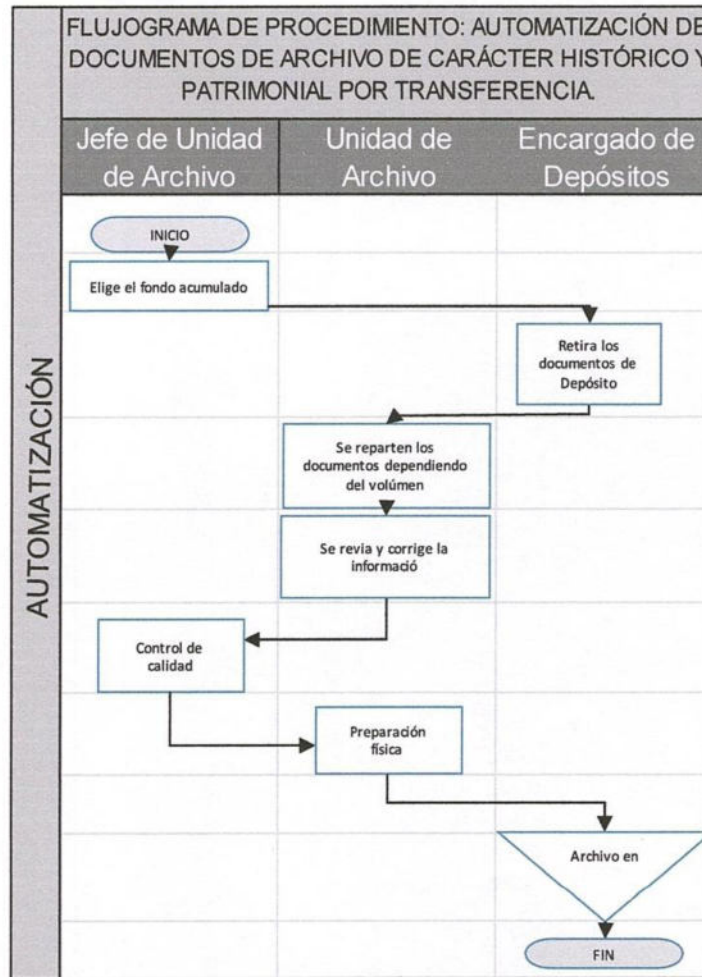 FLUJOGRAMA DE PROCEDIMIENTO: AUTOMATIZACIÓN DE
DOCUMENTOS DE ARCHIVO DE CARÁCTER HISTÓRICO Y
PATRIMONIAL POR TRANSFERENCIA.
Jefe de Unidad
de Archivo
Unidad de
Archivo
Encargado de
Depósitos
AUTOMATIZACIÓN
INICIO
Elige el fondo acumulado
Retira los
documentos de
Depósito
Se reparten los
documentos dependiendo
del volúmen
Se revia y corrige la
informació
Control de
calidad
Preparación
física
Archivo en
FIN